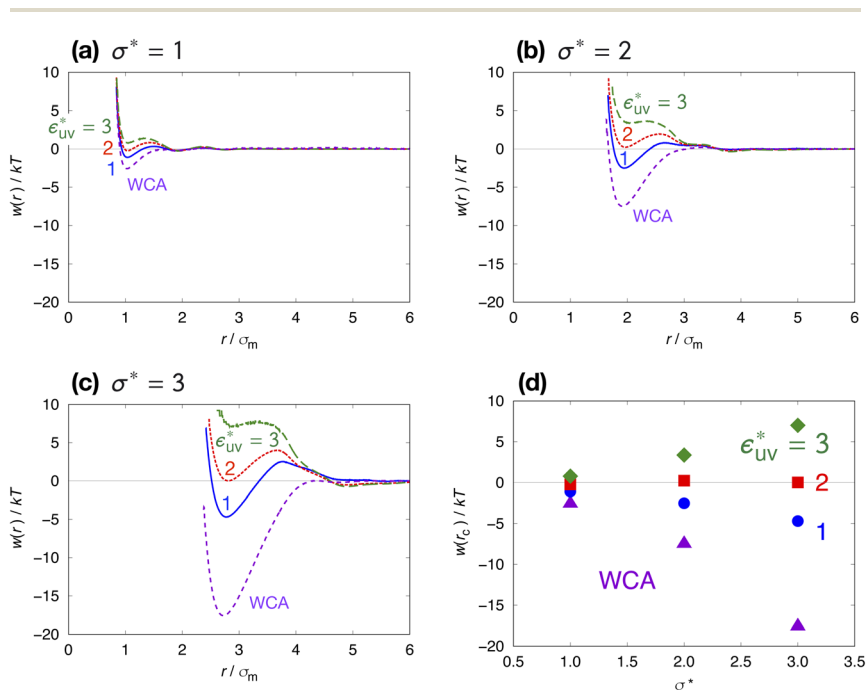 (a) σ* = 1
10
5
0
−5
−10
−15
−20
w(r) / kT
ϵ*uv = 3
2
1
WCA
0 1 2 3 4 5 6
r / σm
(b) σ* = 2
10
5
0
−5
−10
−15
−20
w(r) / kT
ϵ*uv = 3
2
1
WCA
0 1 2 3 4 5 6
r / σm
(c) σ* = 3
10
5
0
−5
−10
−15
−20
w(r) / kT
ϵ*uv = 3
2
1
WCA
0 1 2 3 4 5 6
r / σm
(d)
10
5
0
−5
−10
−15
−20
w(rc) / kT
ϵ*uv = 3
2
1
WCA
0.5 1.0 1.5 2.0 2.5 3.0 3.5
σ*